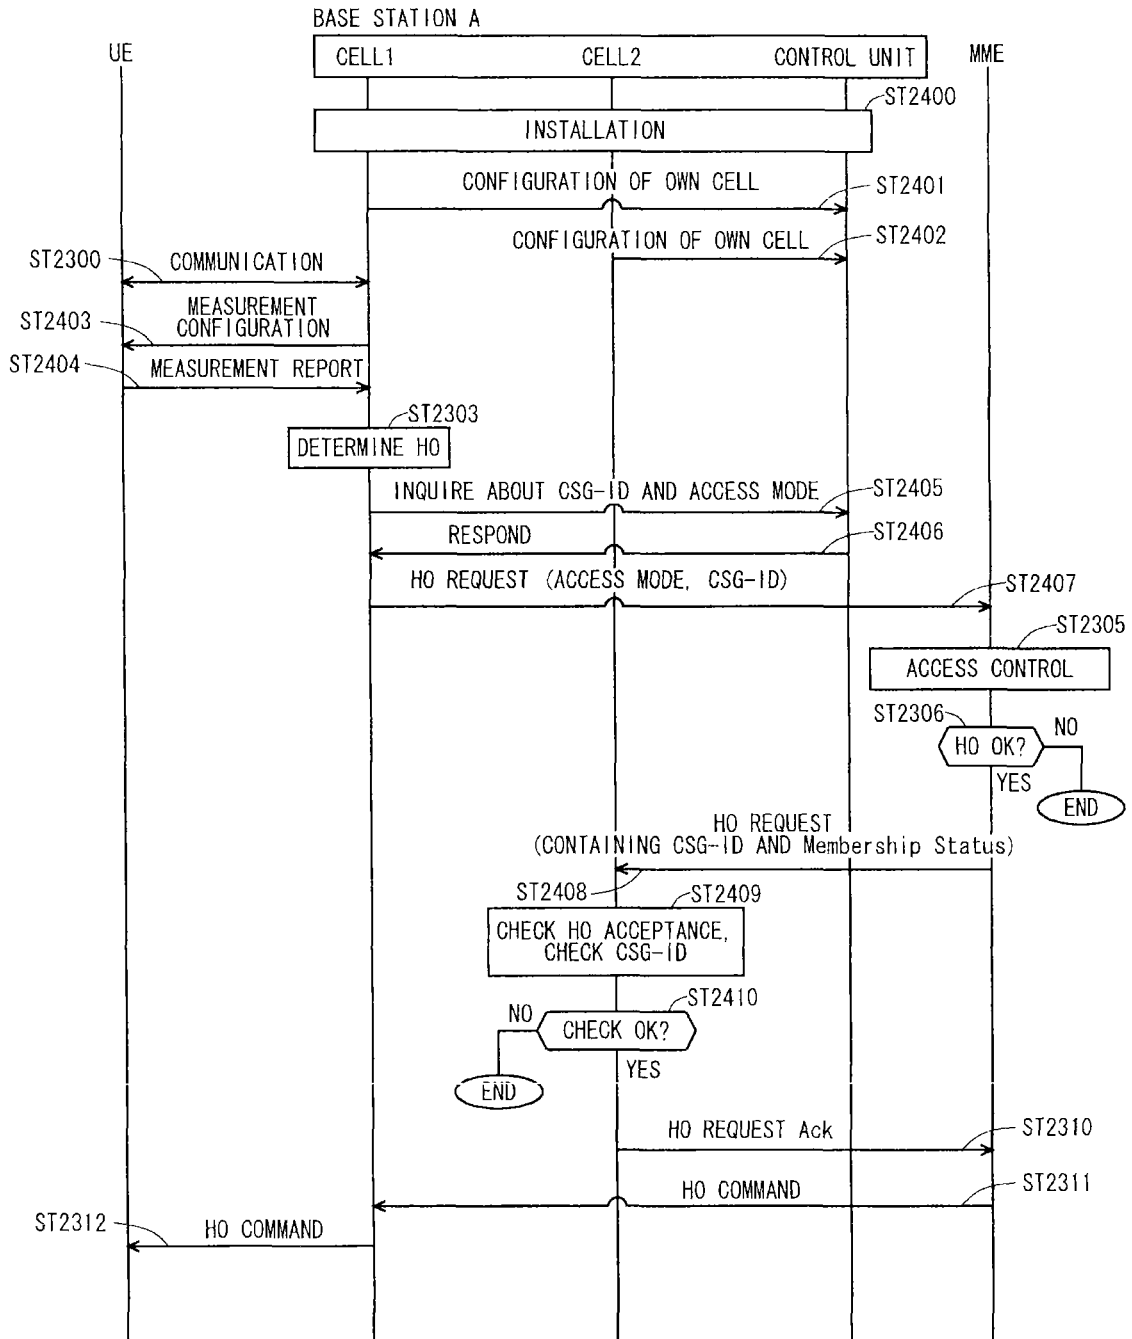 BASE STATION A
UE
CELL1
CELL2
CONTROL UNIT
MME
ST2400
INSTALLATION
CONFIGURATION OF OWN CELL
ST2401
CONFIGURATION OF OWN CELL
ST2402
ST2300
COMMUNICATION
MEASUREMENT
CONFIGURATION
ST2403
ST2404
MEASUREMENT REPORT
ST2303
DETERMINE HO
INQUIRE ABOUT CSG-ID AND ACCESS MODE
ST2405
RESPOND
ST2406
HO REQUEST (ACCESS MODE, CSG-ID)
ST2407
ST2305
ACCESS CONTROL
ST2306
HO OK?
NO
YES
END
HO REQUEST
(CONTAINING CSG-ID AND Membership Status)
ST2408
ST2409
CHECK HO ACCEPTANCE,
CHECK CSG-ID
ST2410
NO
CHECK OK?
YES
END
HO REQUEST Ack
ST2310
HO COMMAND
ST2311
ST2312
HO COMMAND